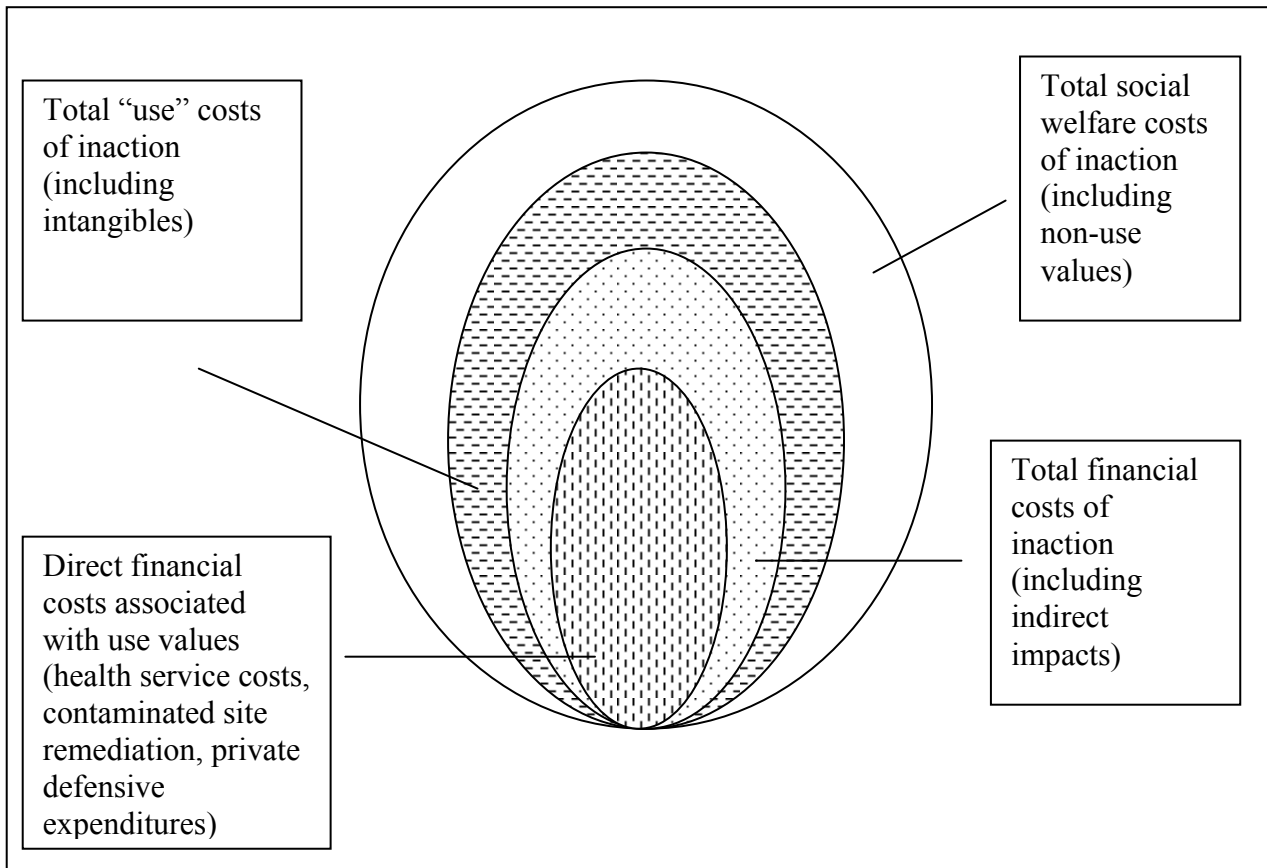 Total “use” costs
of inaction
(including
intangibles)
Total social
welfare costs
of inaction
(including
non-use
values)
Direct financial
costs associated
with use values
(health service costs,
contaminated site
remediation, private
defensive
expenditures)
Total financial
costs of
inaction
(including
indirect
impacts)